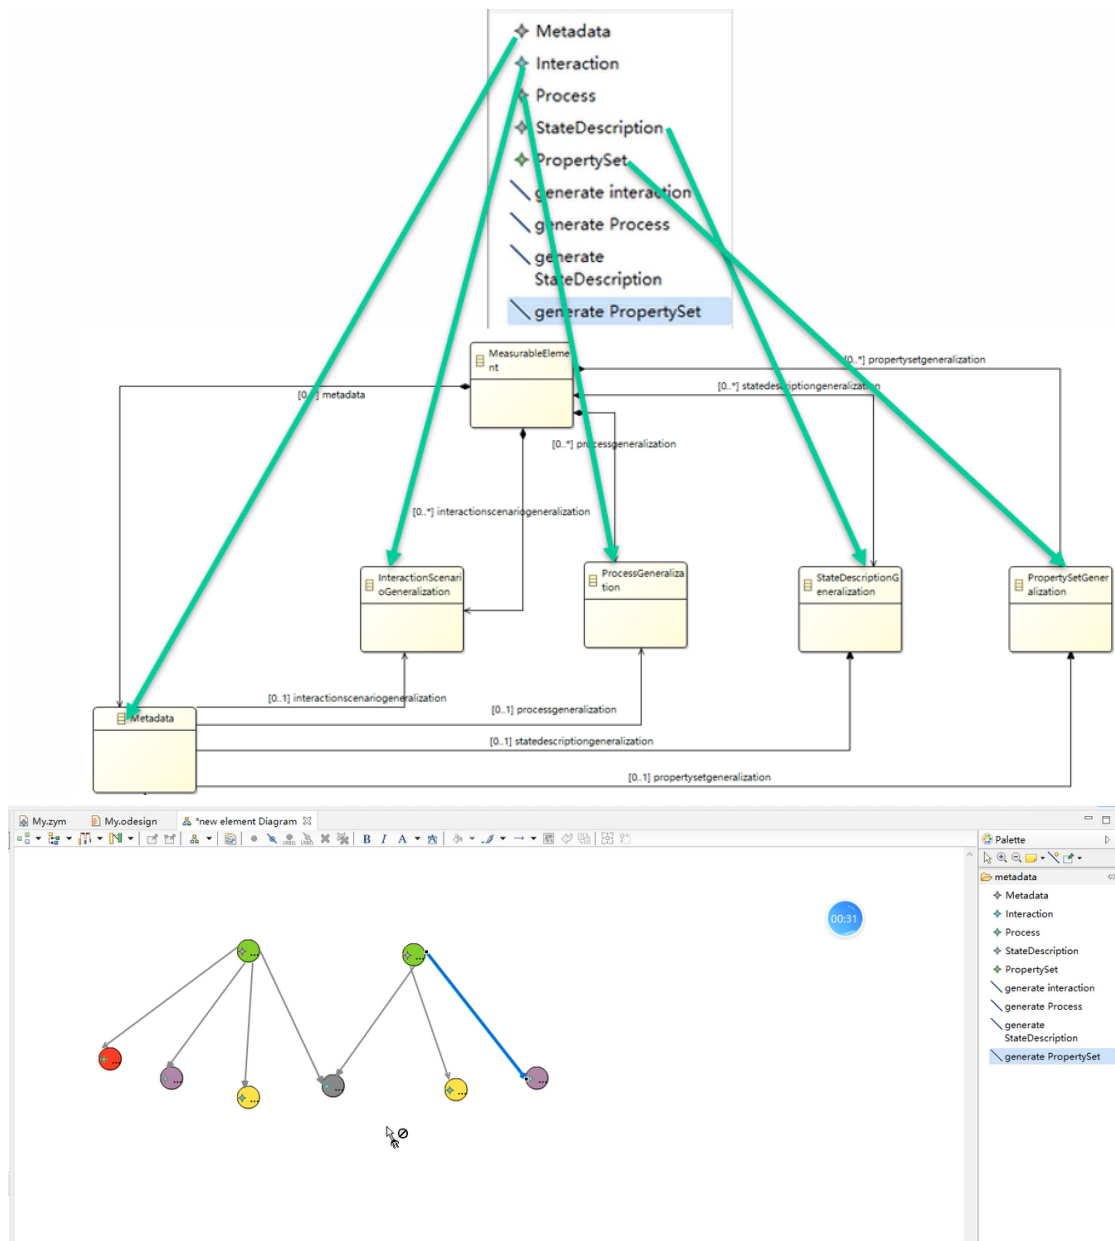 Metadata
Interaction
Process
StateDescription
PropertySet
generate interaction
generate Process
generate
StateDescription
generate PropertySet
MeasurableEleme
nt
[0..*] propertysetgeneralization
[0..*] statedescriptiongeneralization
metadata
[0..*] processgeneralization
[0..*] interactionscenariogeneralization
InteractionScenari
oGeneralization
ProcessGeneraliza
tion
StateDescriptionG
eneralization
PropertySetGener
alization
[0..1] interactionscenariogeneralization
[0..1] processgeneralization
Metadata
[0..1] statedescriptiongeneralization
[0..1] propertysetgeneralization
My.zym
My.odesign
*new element Diagram
B I A
Palette
metadata
Metadata
Interaction
Process
StateDescription
PropertySet
generate interaction
generate Process
generate
StateDescription
generate PropertySet
00:31